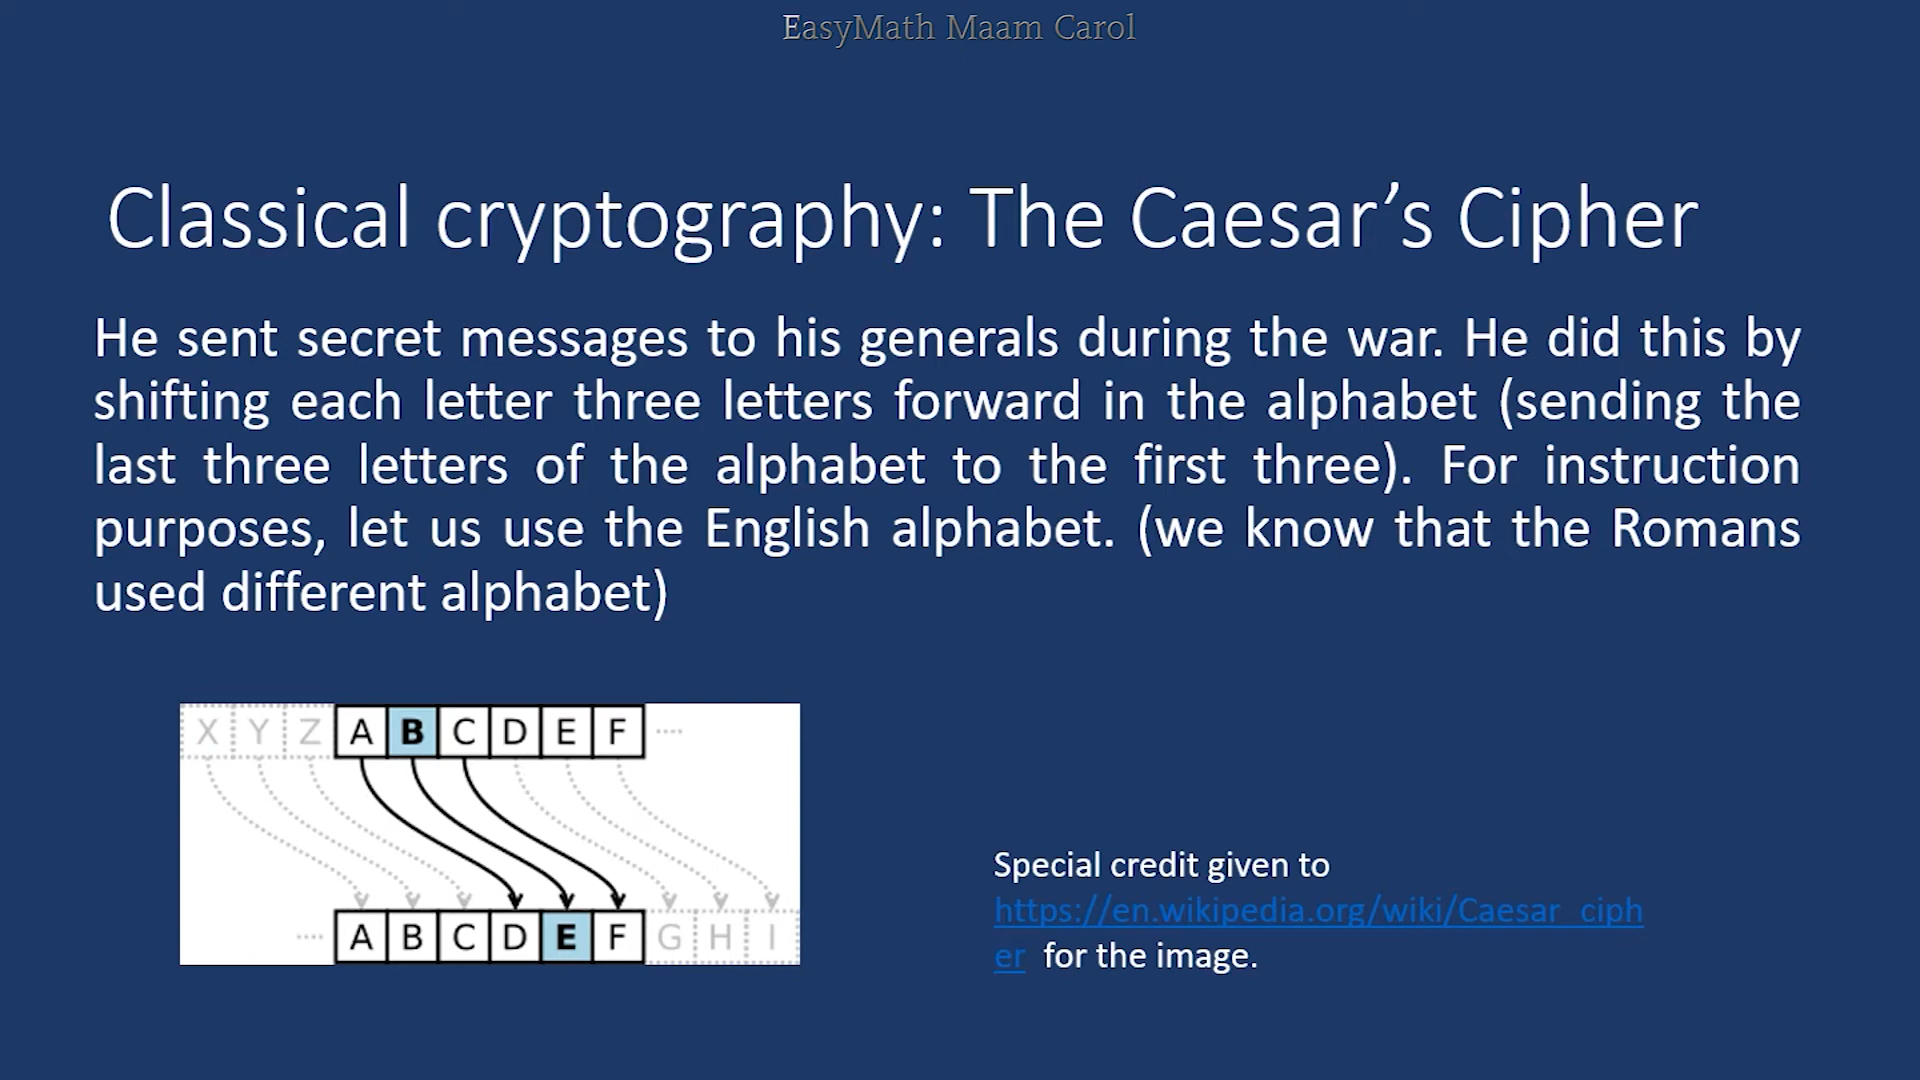 EasyMath Maam Carol
Classical cryptography: The Caesar’s Cipher
He sent secret messages to his generals during the war. He did this by
shifting each letter three letters forward in the alphabet (sending the
last three letters of the alphabet to the first three). For instruction
purposes, let us use the English alphabet. (we know that the Romans
used different alphabet)
X Y Z A B C D E F ....
.... A B C D E F G H I
Special credit given to
https://en.wikipedia.org/wiki/Caesar_ciph
er for the image.